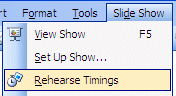 Format Tools Slide Show
View Show F5
Set Up Show...
Rehearse Timings